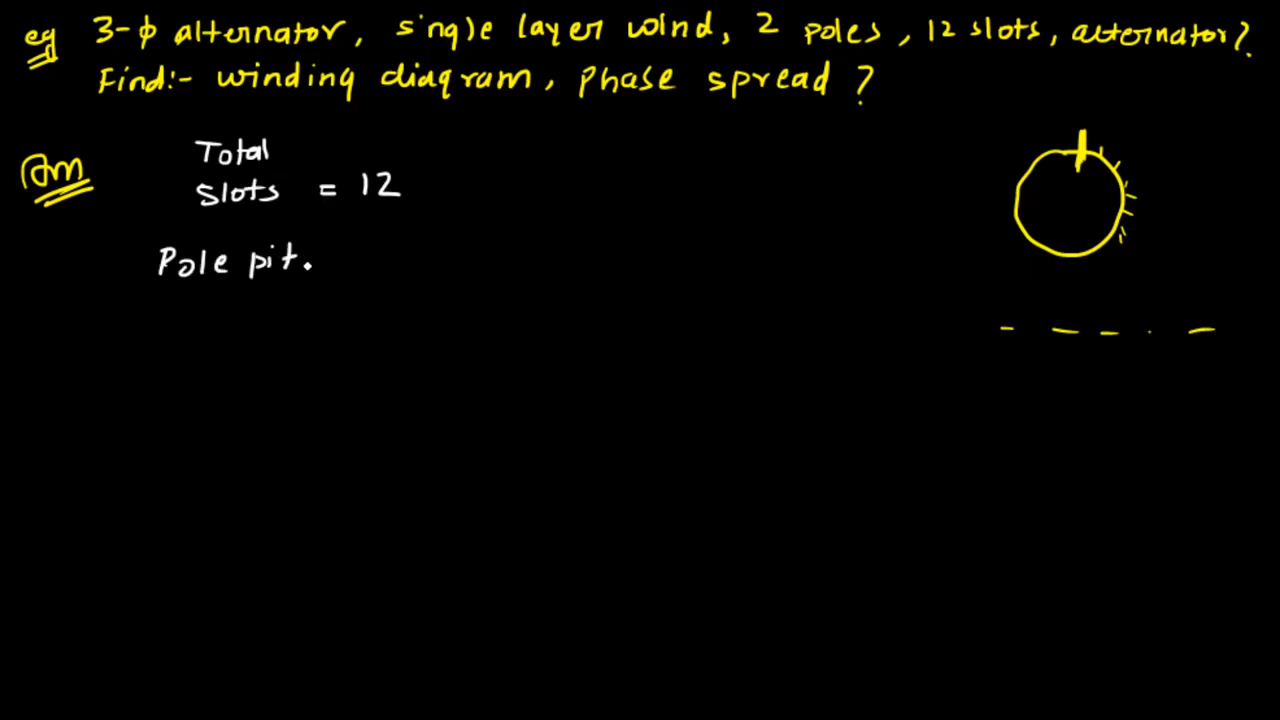 eg 3-φ alternator, single layer wind, 2 poles, 12 slots, alternator?
Find:- winding diagram, phase spread?
Ans
Total
Slots = 12
Pole pit.